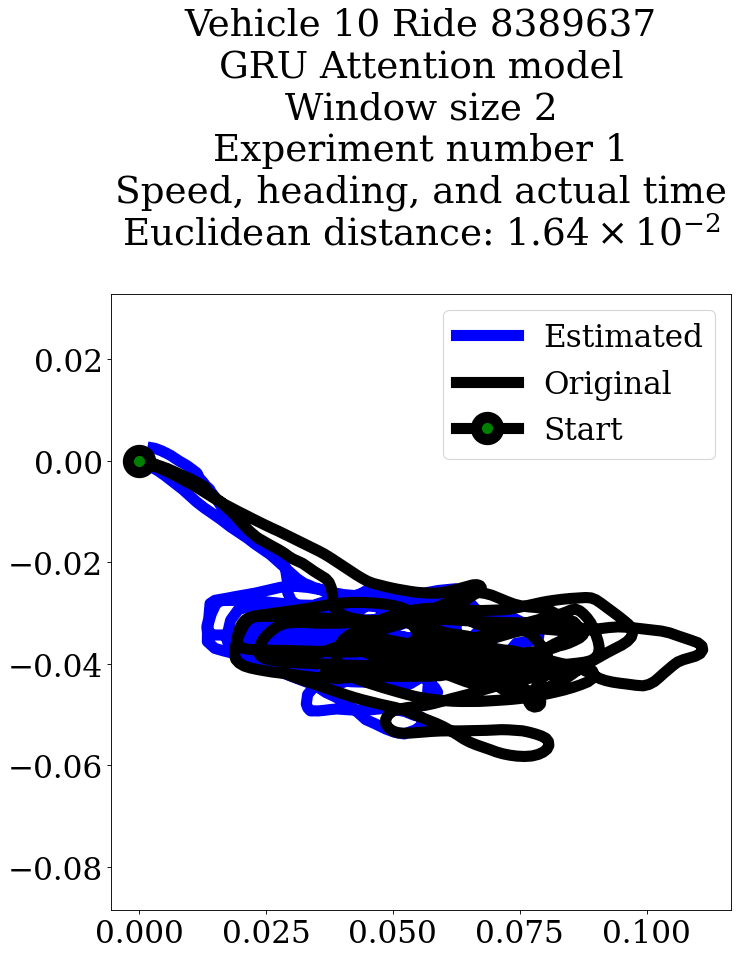 Vehicle 10 Ride 8389637
GRU Attention model
Window size 2
Experiment number 1
Speed, heading, and actual time
Euclidean distance: 1.64 × 10⁻²
Estimated
Original
Start
0.02
0.00
−0.02
−0.04
−0.06
−0.08
0.000 0.025 0.050 0.075 0.100